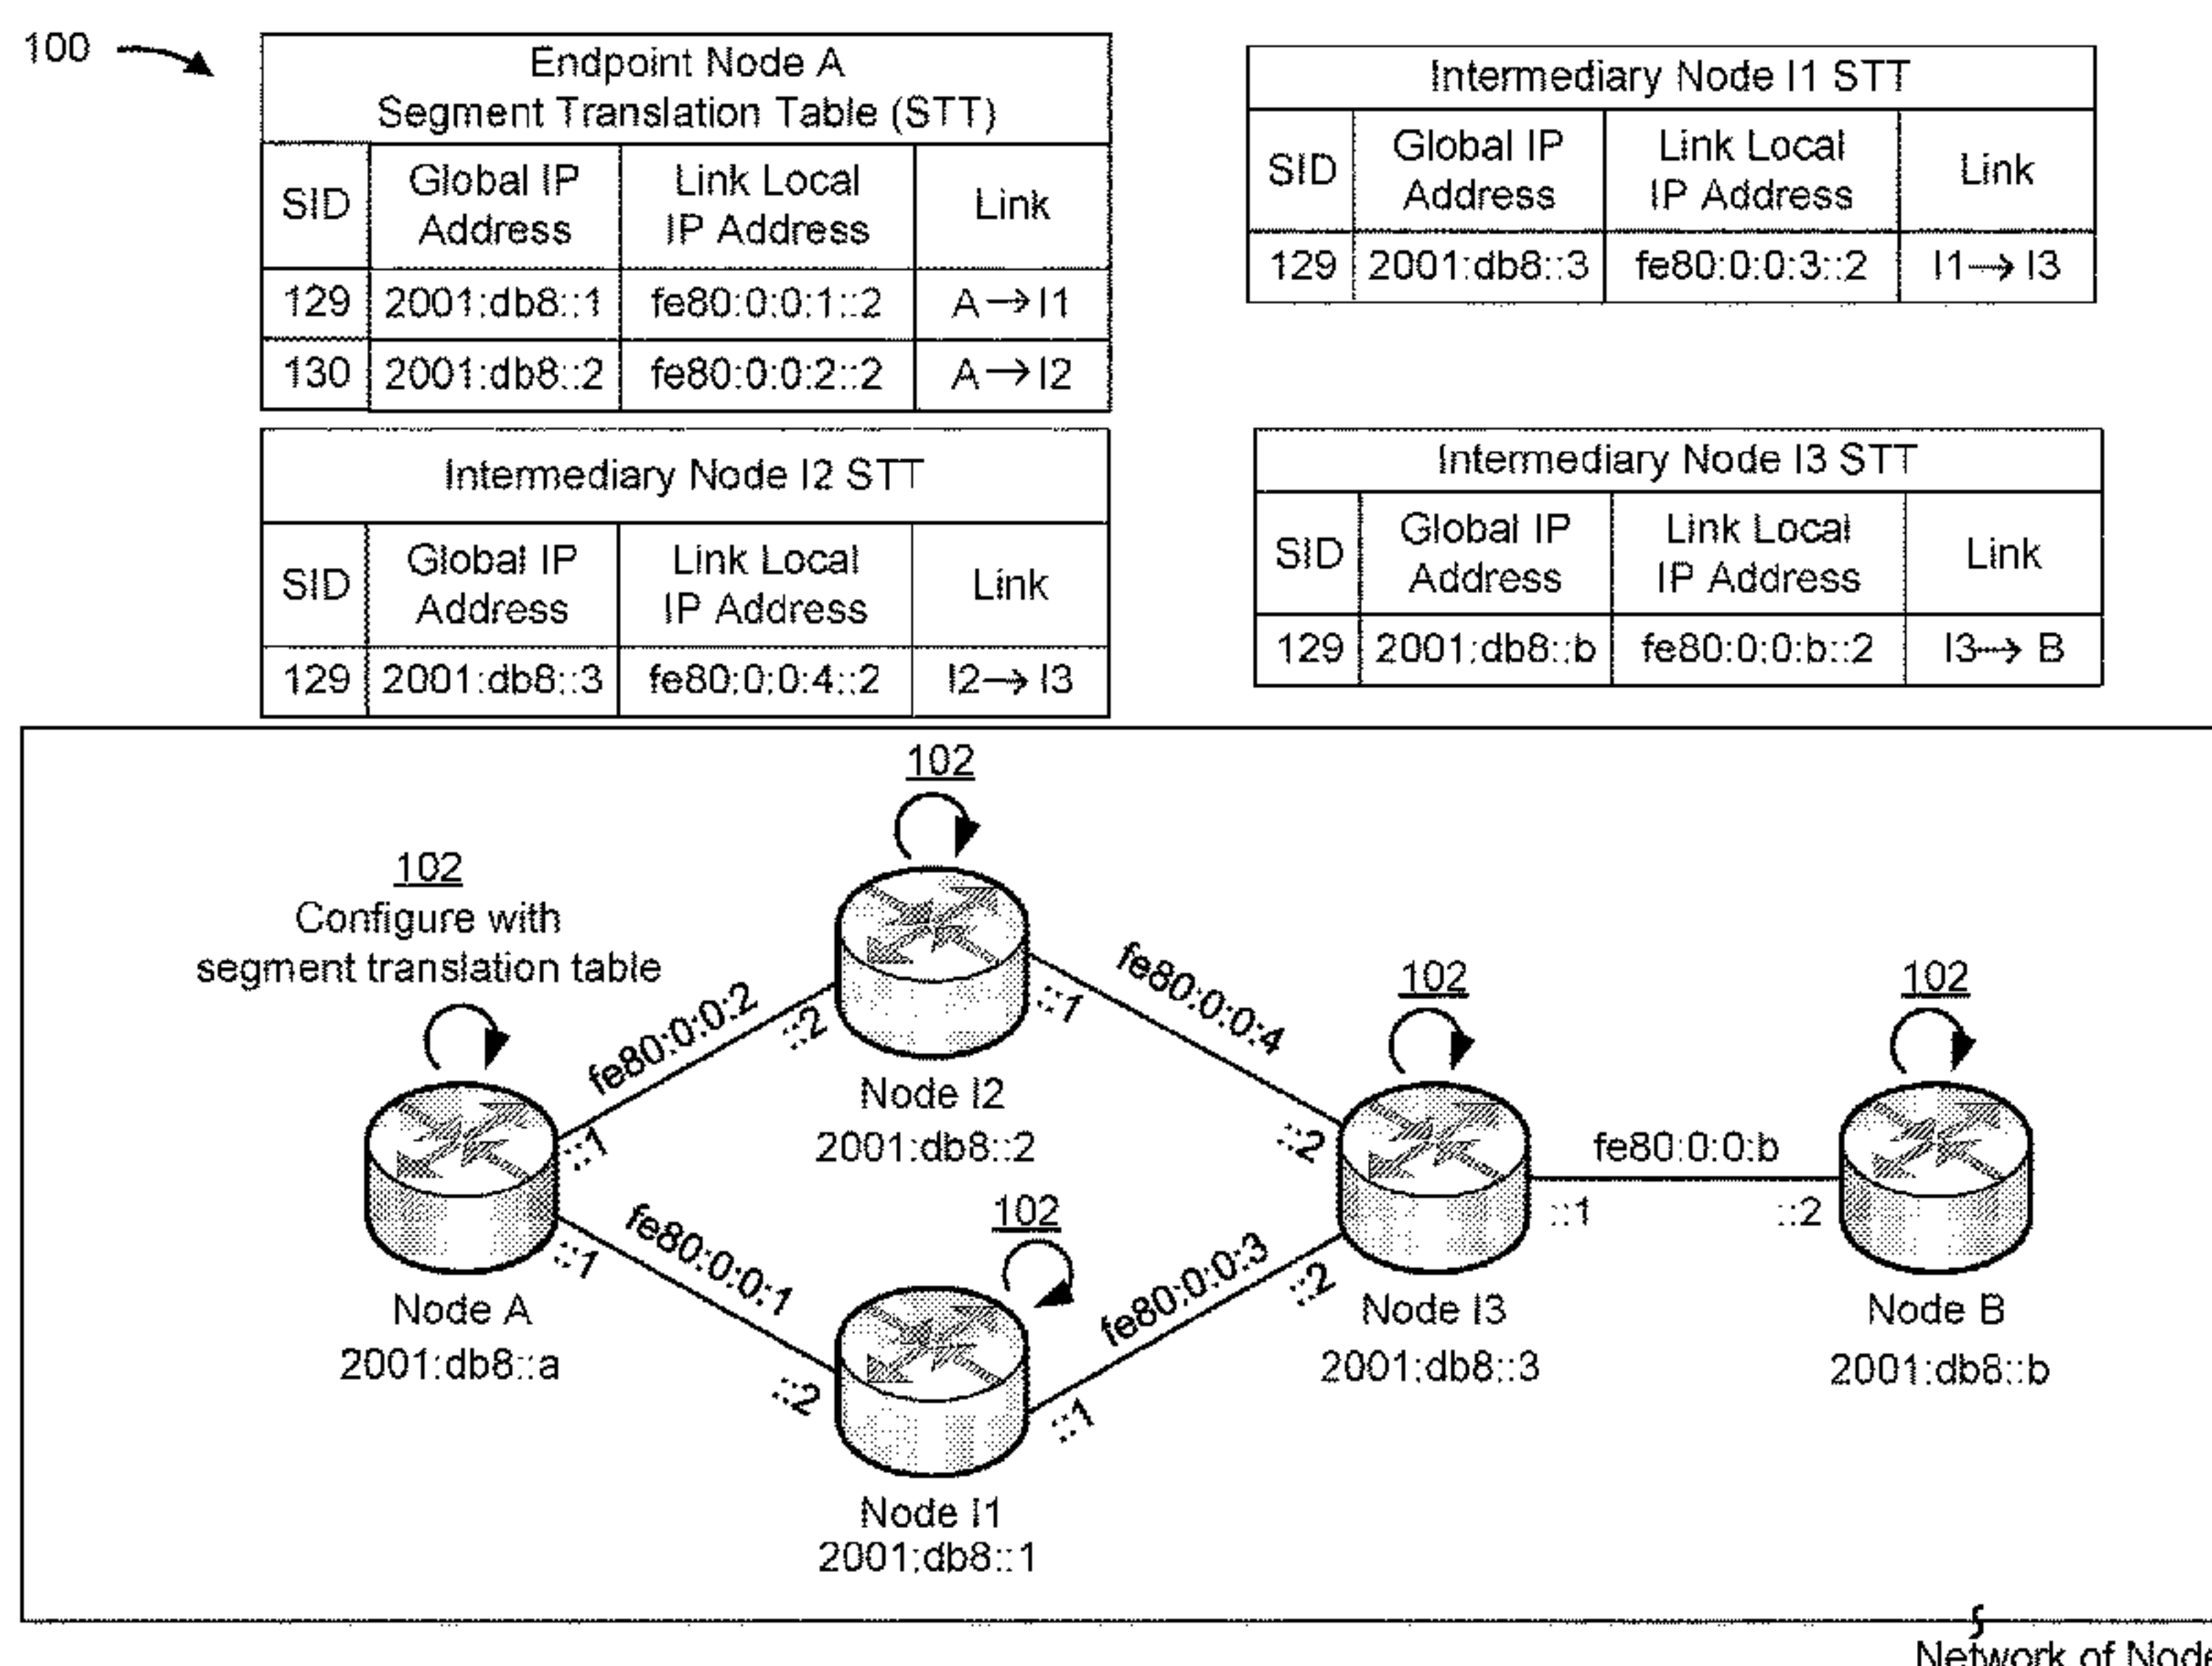 100
Endpoint Node A
Segment Translation Table (STT)
SID
Global IP
Address
Link Local
IP Address
Link
129 2001:db8::1 fe80:0:0:1::2 A→I1
130 2001:db8::2 fe80:0:0:2::2 A→I2
Intermediary Node I1 STT
SID
Global IP
Address
Link Local
IP Address
Link
129 2001:db8::3 fe80:0:0:3::2 I1→I3
Intermediary Node I2 STT
SID
Global IP
Address
Link Local
IP Address
Link
129 2001:db8::3 fe80:0:0:4::2 I2→I3
Intermediary Node I3 STT
SID
Global IP
Address
Link Local
IP Address
Link
129 2001:db8::b fe80:0:0:b::2 I3→B
102
102
Configure with
segment translation table
fe80:0:0:2
::2
::1
Node I2
2001:db8::2
::1
fe80:0:0:4
::2
102
102
fe80:0:0:b
::1
::2
::1
fe80:0:0:1
::2
102
fe80:0:0:3
::2
::1
Node A
2001:db8::a
Node I3
2001:db8::3
Node B
2001:db8::b
Node I1
2001:db8::1
Network of